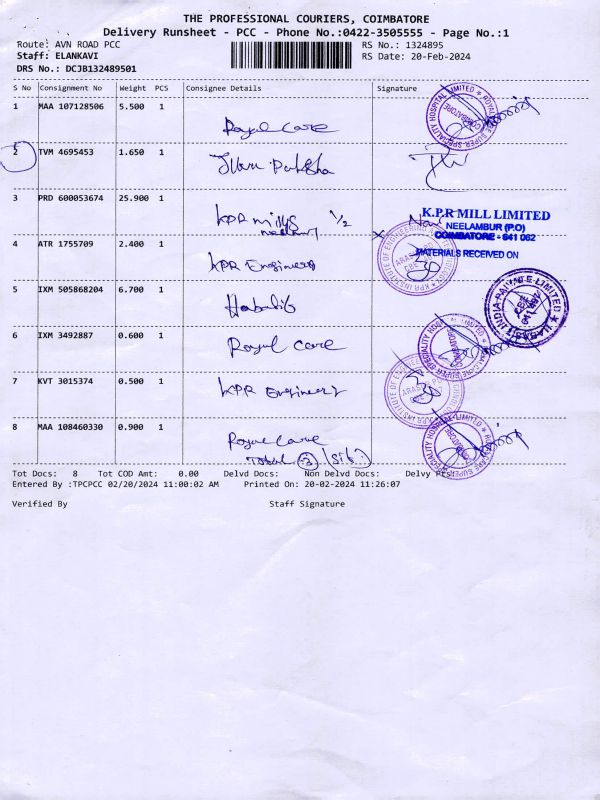 THE PROFESSIONAL COURIERS, COIMBATORE
Delivery Runsheet - PCC - Phone No.:0422-3505555 - Page No.:1
Route: AVN ROAD PCC
RS No.: 1324895
Staff: ELANKAVI
RS Date: 20-Feb-2024
DRS No.: DCJB132489501
S No Consignment No Weight PCS Consignee Details Signature
1 MAA 107128506 5.500 1 Royal Care
2 TVM 4695453 1.650 1
3 PRD 600053674 25.900 1 KPR mills 1/2
K.P.R MILL LIMITED
NEELAMBUR (P.O)
COIMBATORE - 641 062
MATERIALS RECEIVED ON
4 ATR 1755709 2.400 1 KPR Engineers
5 IXM 505868204 6.700 1
6 IXM 3492887 0.600 1 Royal Care
7 KVT 3015374 0.500 1 KPR Engineers
8 MAA 108460330 0.900 1 Royal Care
Total
Tot Docs: 8 Tot COD Amt: 0.00 Delvd Docs: Non Delvd Docs: Delvy Prs:
Entered By :TPCPCC 02/20/2024 11:00:02 AM Printed On: 20-02-2024 11:26:07
Verified By Staff Signature